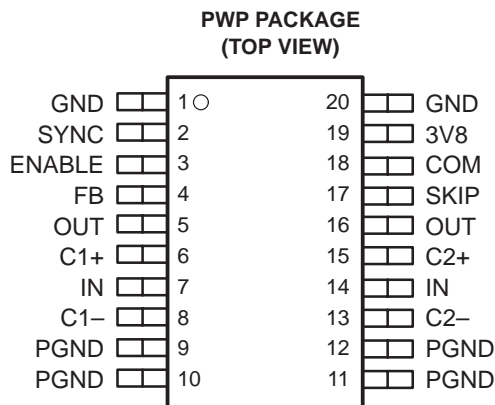 PWP PACKAGE
(TOP VIEW)
GND 1 20 GND
SYNC 2 19 3V8
ENABLE 3 18 COM
FB 4 17 SKIP
OUT 5 16 OUT
C1+ 6 15 C2+
IN 7 14 IN
C1– 8 13 C2–
PGND 9 12 PGND
PGND 10 11 PGND